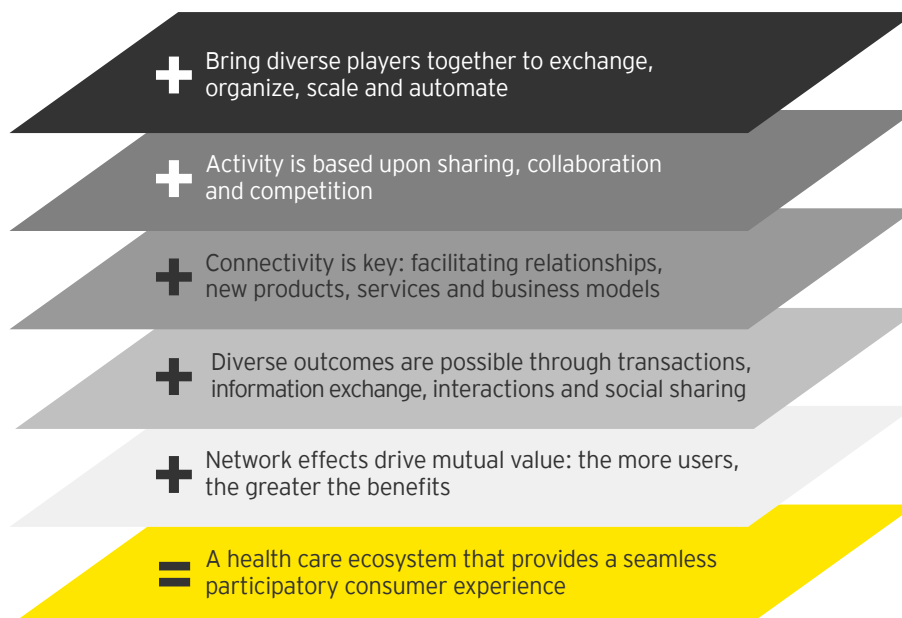 + Bring diverse players together to exchange,
organize, scale and automate
+ Activity is based upon sharing, collaboration
and competition
+ Connectivity is key: facilitating relationships,
new products, services and business models
+ Diverse outcomes are possible through transactions,
information exchange, interactions and social sharing
+ Network effects drive mutual value: the more users,
the greater the benefits
= A health care ecosystem that provides a seamless
participatory consumer experience